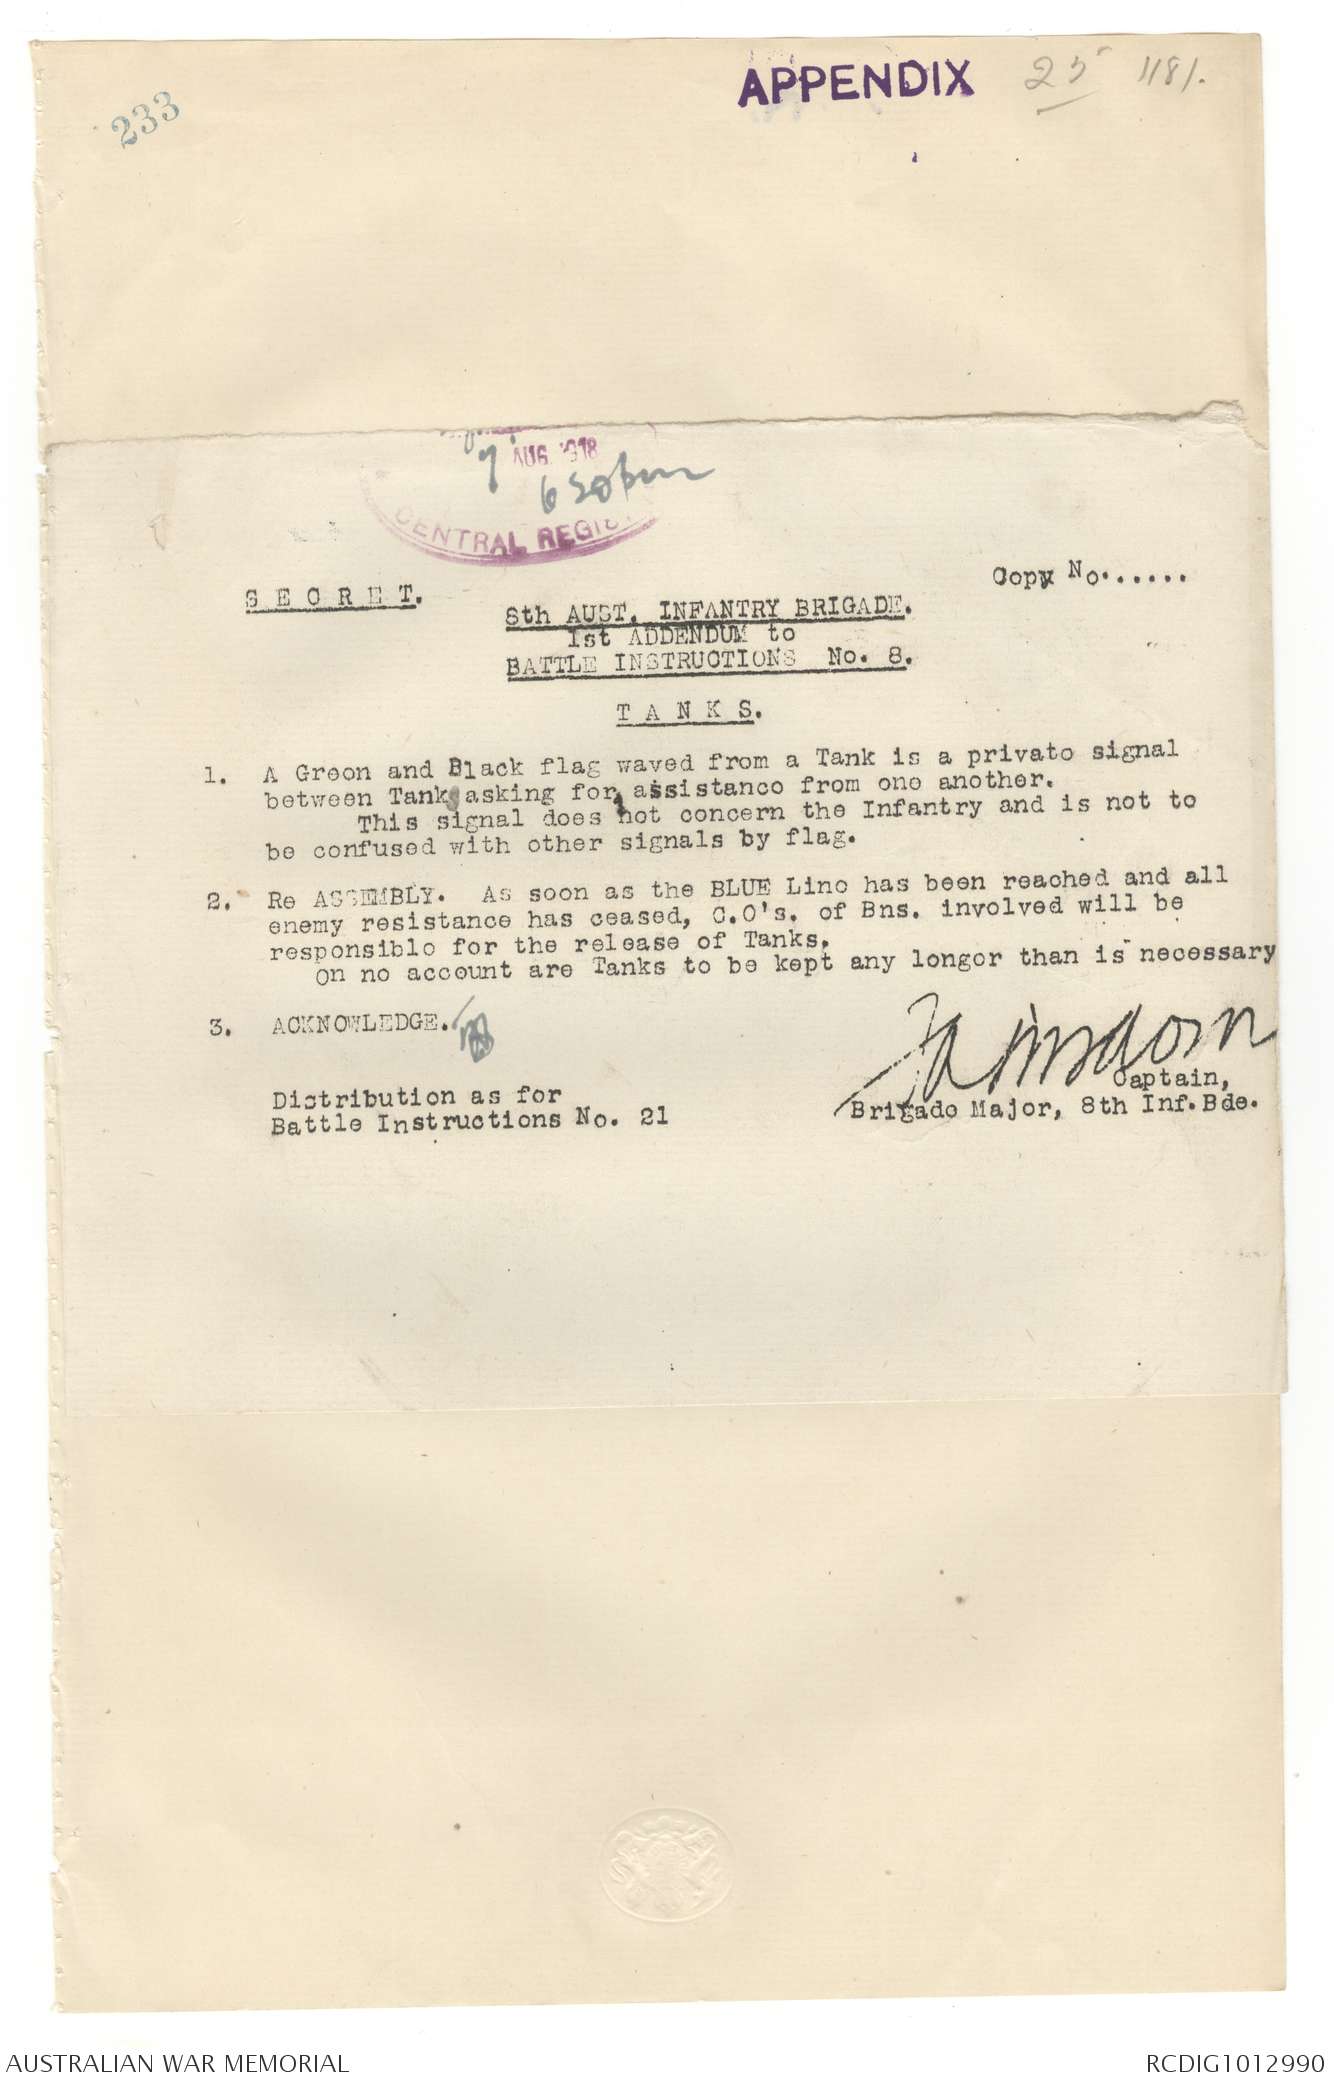 233
APPENDIX 25 1181.
7 AUG 1918
6 50pm
CENTRAL REGIS
Copy No......
S E C R E T.
8th AUST. INFANTRY BRIGADE.
1st ADDENDUM to
BATTLE INSTRUCTIONS No. 8.
T A N K S.
1. A Green and Black flag waved from a Tank is a private signal
between Tanks asking for assistance from one another.
This signal does not concern the Infantry and is not to
be confused with other signals by flag.
2. Re ASSEMBLY. As soon as the BLUE Line has been reached and all
enemy resistance has ceased, C.O's. of Bns. involved will be
responsible for the release of Tanks.
On no account are Tanks to be kept any longer than is necessary
3. ACKNOWLEDGE.
Captain,
Brigade Major, 8th Inf.Bde.
Distribution as for
Battle Instructions No. 21
AUSTRALIAN WAR MEMORIAL
RCDIG1012990